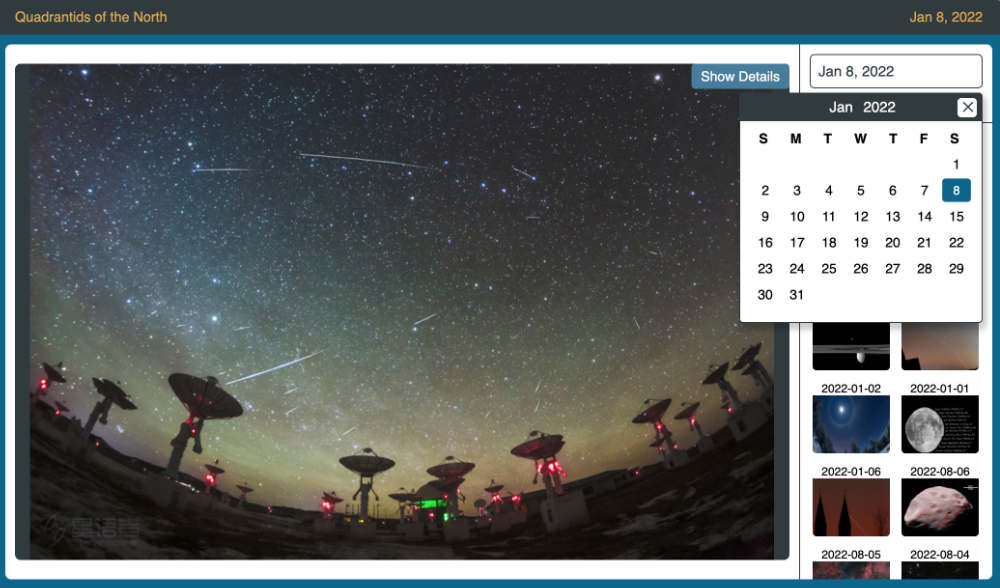 Quadrantids of the North
Jan 8, 2022
Show Details
Jan 8, 2022
Jan 2022
S M T W T F S
1
2 3 4 5 6 7 8
9 10 11 12 13 14 15
16 17 18 19 20 21 22
23 24 25 26 27 28 29
30 31
2022-01-02 2022-01-01
2022-01-06 2022-08-06
2022-08-05 2022-08-04